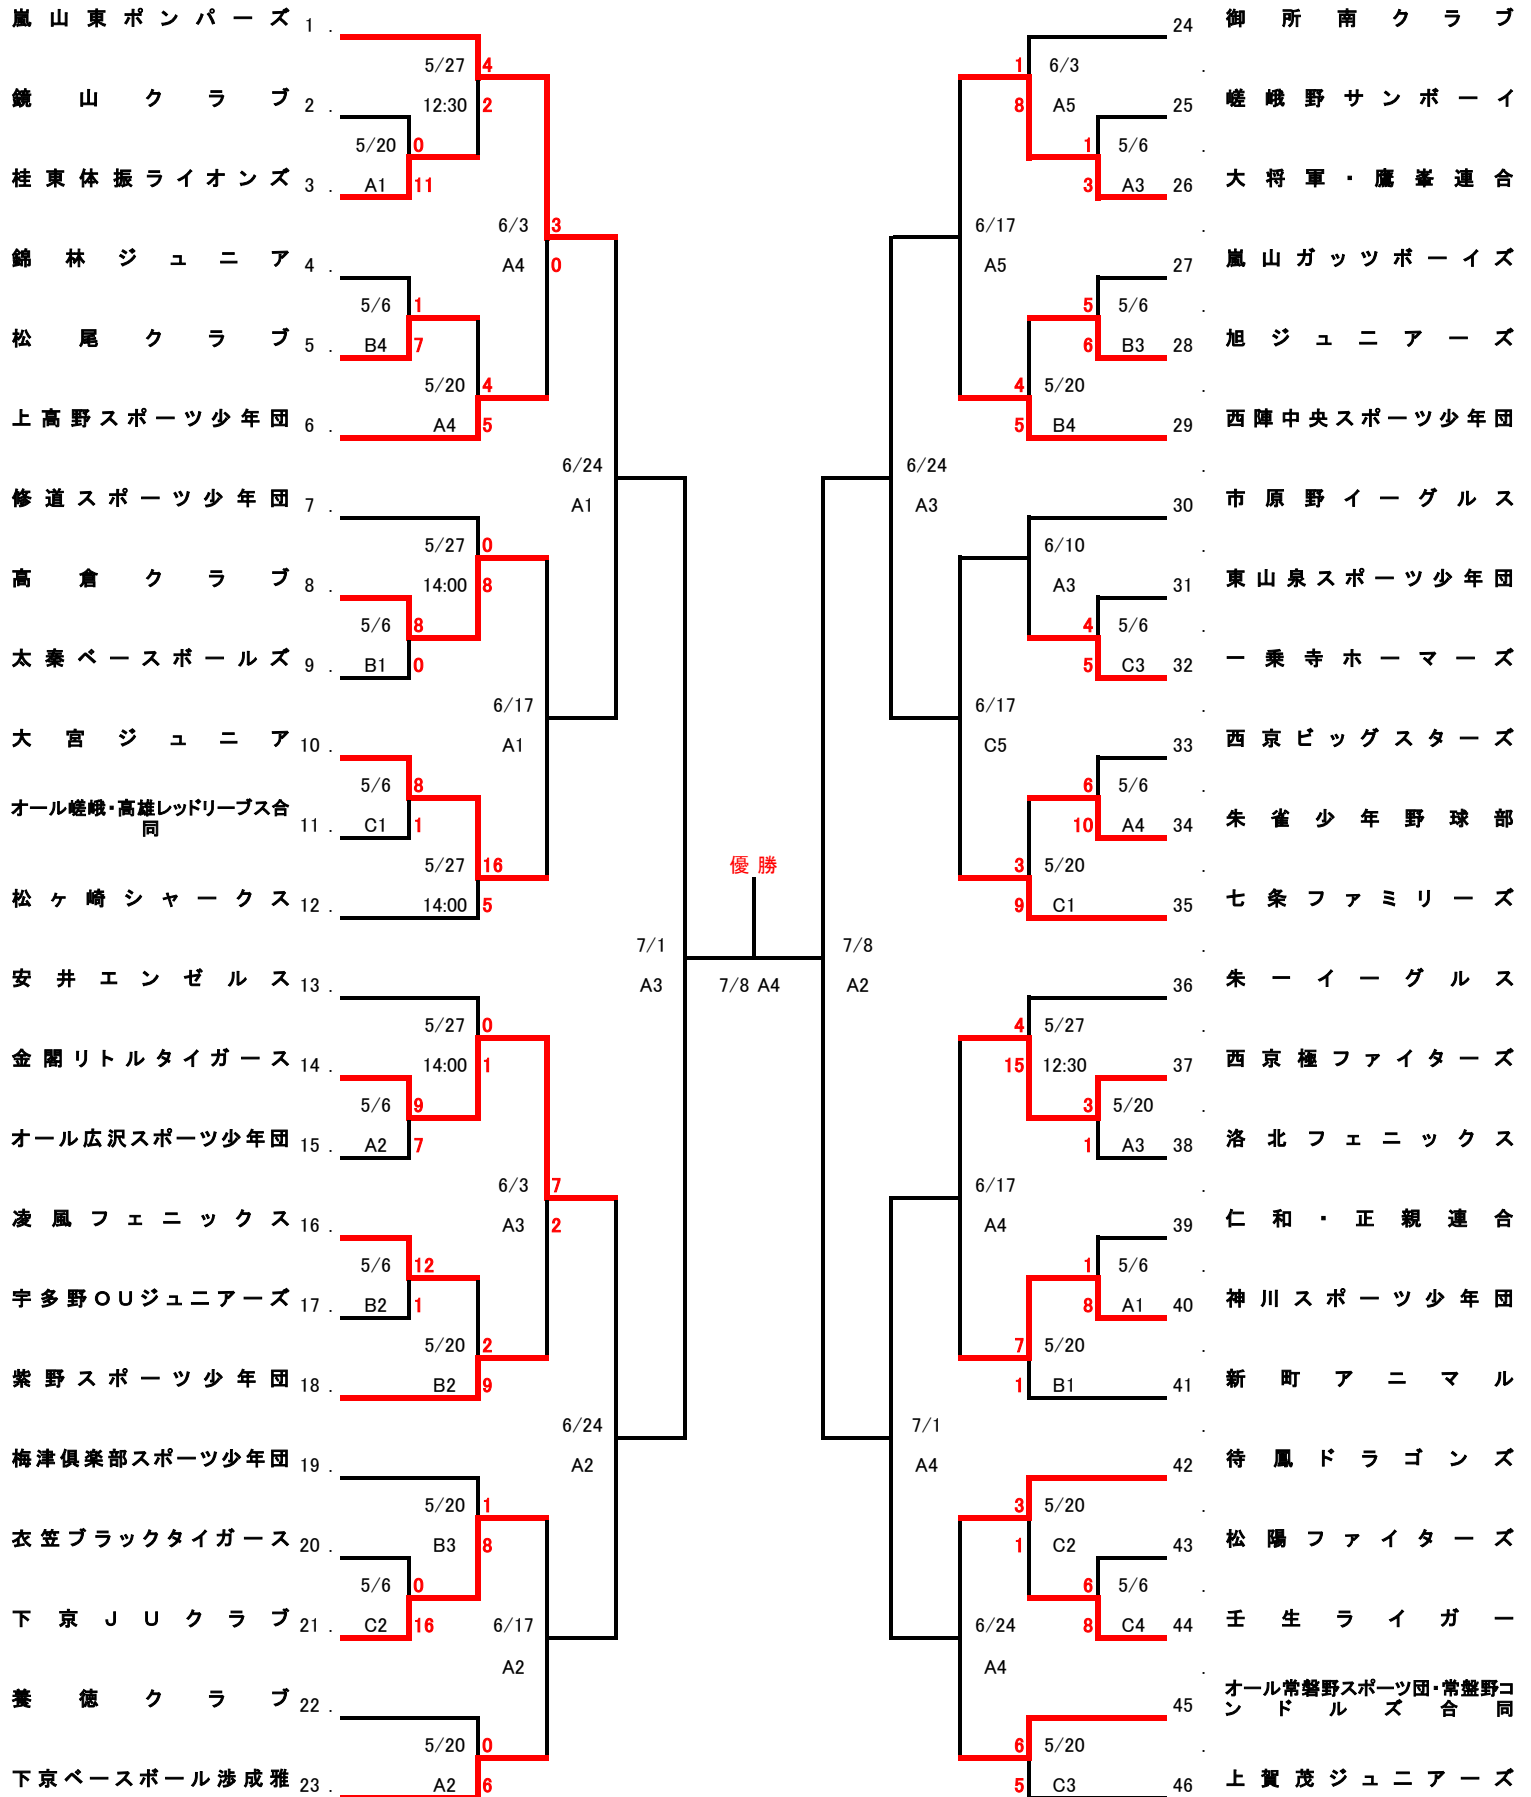 嵐山東ポンパーズ 1 .
5/27 4
鏡山クラブ 2 . 12:30 2
5/20 0
桂東体振ライオンズ 3 . A1 11
6/3 3
錦林ジュニア 4 . A4 0
5/6 1
松尾クラブ 5 . B4 7
5/20 4
上高野スポーツ少年団 6 . A4 5
6/24
修道スポーツ少年団 7 . A1
5/27 0
高倉クラブ 8 . 14:00 8
5/6 8
太秦ベースボールズ 9 . B1 0
6/17
大宮ジュニア 10 . A1
5/6 8
オール嵯峨・高雄レッドリーブス合
同 11 . C1 1
5/27 16
松ヶ崎シャークス 12 . 14:00 5
7/1
安井エンゼルス 13 . A3
5/27 0
金閣リトルタイガース 14 . 14:00 1
5/6 9
オール広沢スポーツ少年団 15 . A2 7
6/3 7
凌風フェニックス 16 . A3 2
5/6 12
宇多野OUジュニアーズ 17 . B2 1
5/20 2
紫野スポーツ少年団 18 . B2 9
6/24
梅津倶楽部スポーツ少年団 19 . A2
5/20 1
衣笠ブラックタイガース 20 . B3 8
5/6 0
下京JUクラブ 21 . C2 16 6/17
A2
養徳クラブ 22 .
5/20 0
下京ベースボール渉成雅 23 . A2 6
優 勝
7/8 A4
24 御所南クラブ
1 6/3 .
8 A5 25 嵯峨野サンボーイ
1 5/6 .
3 A3 26 大将軍・鷹峯連合
6/17 .
A5 27 嵐山ガッツボーイズ
5 5/6 .
6 B3 28 旭ジュニアーズ
4 5/20 .
5 B4 29 西陣中央スポーツ少年団
6/24 .
A3 30 市原野イーグルス
6/10 .
A3 31 東山泉スポーツ少年団
4 5/6 .
5 C3 32 一乗寺ホーマーズ
6/17 .
C5 33 西京ビッグスターズ
6 5/6 .
10 A4 34 朱雀少年野球部
3 5/20 .
9 C1 35 七条ファミリーズ
7/8 .
A2 36 朱一イーグルス
4 5/27 .
15 12:30 37 西京極ファイターズ
3 5/20 .
1 A3 38 洛北フェニックス
6/17 .
A4 39 仁和・正親連合
1 5/6 .
8 A1 40 神川スポーツ少年団
7 5/20 .
1 B1 41 新町アニマル
7/1 .
A4 42 待鳳ドラゴンズ
3 5/20 .
1 C2 43 松陽ファイターズ
6 5/6 .
8 C4 44 壬生ライガー
6/24 .
A4
45 オール常磐野スポーツ団・常盤野コ
ンドルズ合同
6 5/20 .
5 C3 46 上賀茂ジュニアーズ